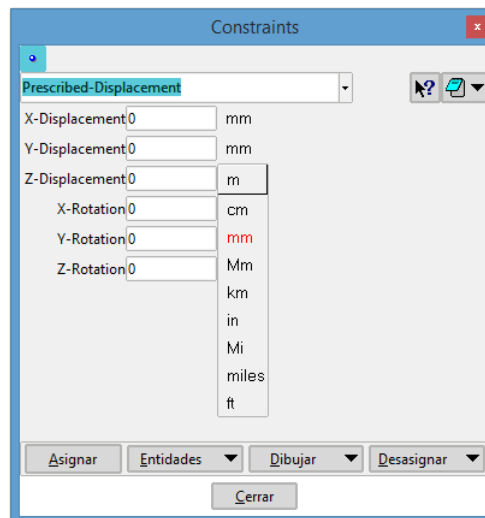 Constraints
x
Prescribed-Displacement
?
X-Displacement 0 mm
Y-Displacement 0 mm
Z-Displacement 0 m
X-Rotation 0 cm
Y-Rotation 0 mm
Z-Rotation 0 Mm
km
in
Mi
miles
ft
Asignar Entidades Dibujar Desasignar
Cerrar